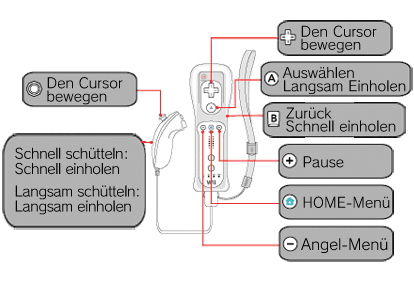 Den Cursor
bewegen
Auswählen
Langsam Einholen
Zurück
Schnell einholen
Pause
HOME-Menü
Angel-Menü
Den Cursor
bewegen
Schnell schütteln:
Schnell einholen
Langsam schütteln:
Langsam einholen
A
B
Wii